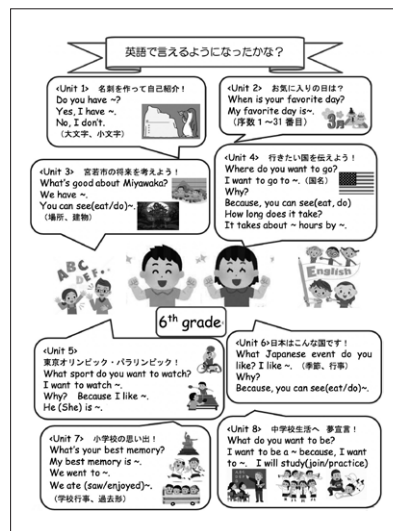 英語で言えるようになったかな？
<Unit 1> 名刺を作って自己紹介！
Do you have ~?
Yes, I have ~.
No, I don't.
（大文字、小文字）
<Unit 2> お気に入りの日は？
When is your favorite day?
My favorite day is~.
（序数１～31 番目）
3月
<Unit 3> 宮若市の将来を考えよう！
What's good about Miyawaka?
We have ~.
You can see(eat/do)~.
（場所、建物）
<Unit 4> 行きたい国を伝えよう！
Where do you want to go?
I want to go to ~.（国名）
Why?
Because, you can see(eat, do)
How long does it take?
It takes about ~ hours by ~.
ABC
DEF..
English
6th grade
<Unit 5>
東京オリンピック・パラリンピック！
What sport do you want to watch?
I want to watch ~.
Why? Because I like ~.
He (She) is ~.
<Unit 6>日本はこんな国です！
What Japanese event do you
like? I like ~. （季節、行事）
Why?
Because, you can see(eat/do)~.
<Unit 7> 小学校の思い出！
What's your best memory?
My best memory is ~.
We went to ~.
We ate (saw/enjoyed)~.
（学校行事、過去形）
<Unit 8> 中学校生活へ 夢宣言！
What do you want to be?
I want to be a ~ because, I want
to ~. I will study(join/practice)